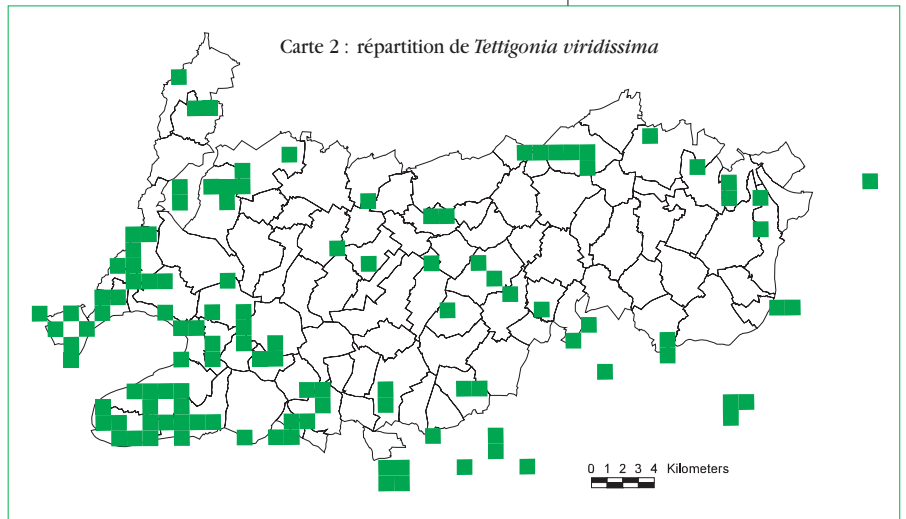 Carte 2 : répartition de Tettigonia viridissima
0 1 2 3 4 Kilometers